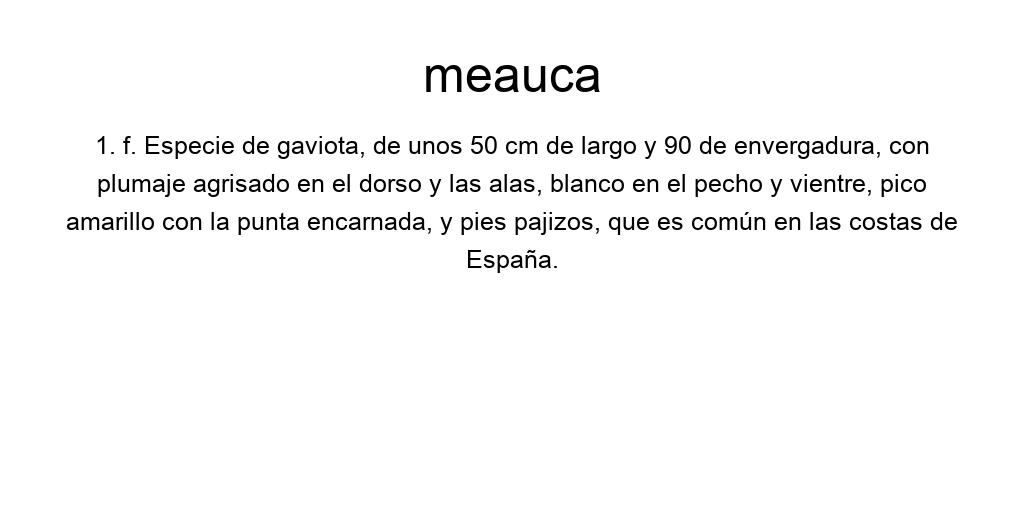 meauca
1. f. Especie de gaviota, de unos 50 cm de largo y 90 de envergadura, con
plumaje agrisado en el dorso y las alas, blanco en el pecho y vientre, pico
amarillo con la punta encarnada, y pies pajizos, que es común en las costas de
España.